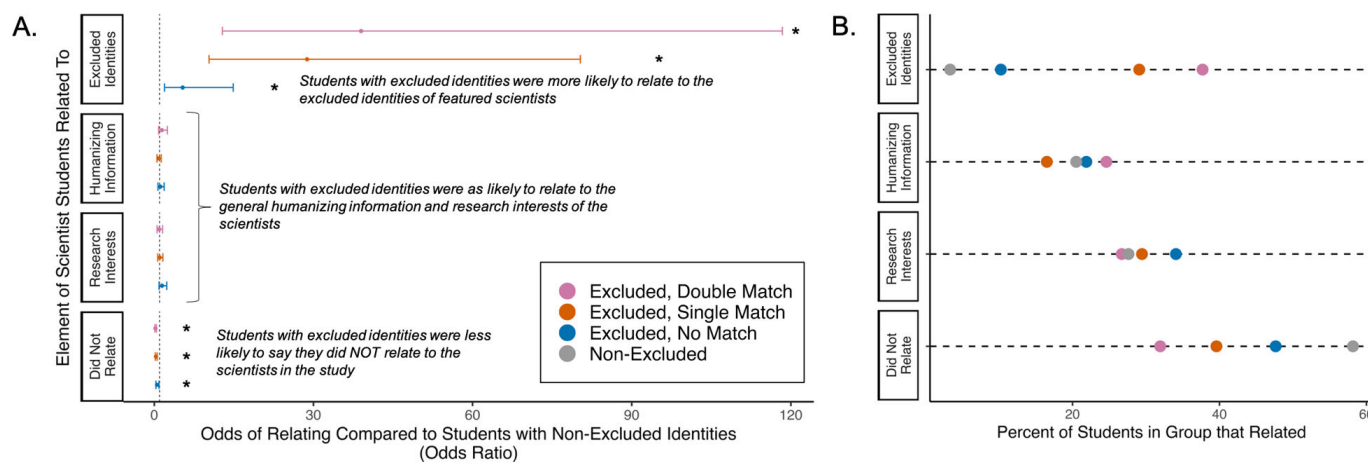 A.
Element of Scientist Students Related To
Excluded
Identities
Humanizing
Information
Research
Interests
Did Not
Relate
*
*
*
Students with excluded identities were more likely to relate to the
excluded identities of featured scientists
Students with excluded identities were as likely to relate to the
general humanizing information and research interests of the
scientists
*
*
*
Students with excluded identities were less
likely to say they did NOT relate to the
scientists in the study
Excluded, Double Match
Excluded, Single Match
Excluded, No Match
Non-Excluded
0
30
60
90
120
Odds of Relating Compared to Students with Non-Excluded Identities
(Odds Ratio)
B.
Excluded
Identities
Humanizing
Information
Research
Interests
Did Not
Relate
20
40
60
Percent of Students in Group that Related